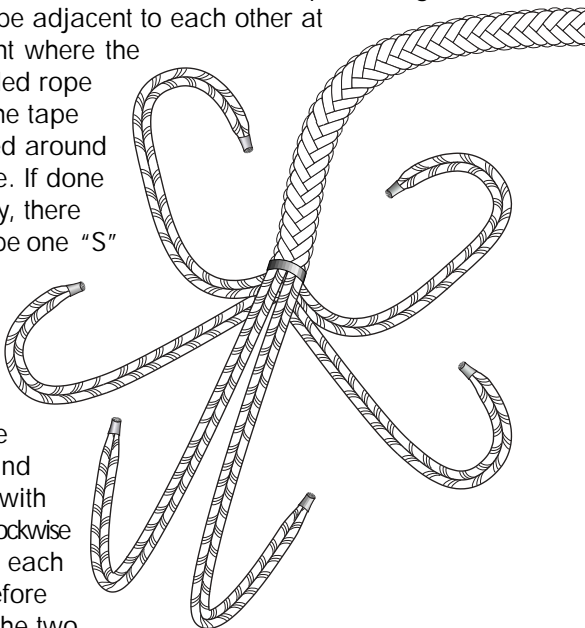 be adjacent to each other at
nt where the
led rope
he tape
ed around
e. If done
y, there
be one “S”
e
nd
with
ockwise
each
efore
he two